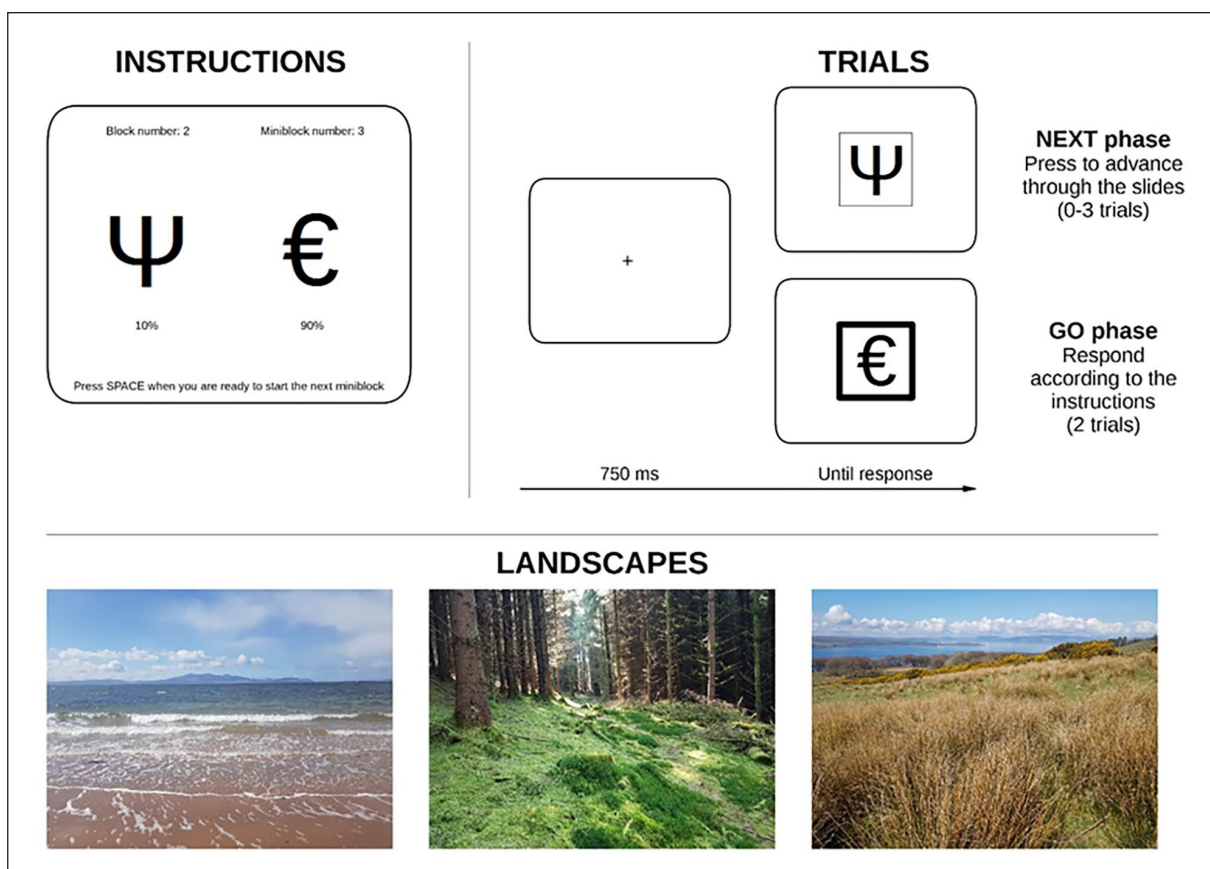 INSTRUCTIONS
Block number: 2
Miniblock number: 3
Ψ
€
10%
90%
Press SPACE when you are ready to start the next miniblock
TRIALS
+
Ψ
NEXT phase
Press to advance
through the slides
(0-3 trials)
€
GO phase
Respond
according to the
instructions
(2 trials)
750 ms
Until response
LANDSCAPES